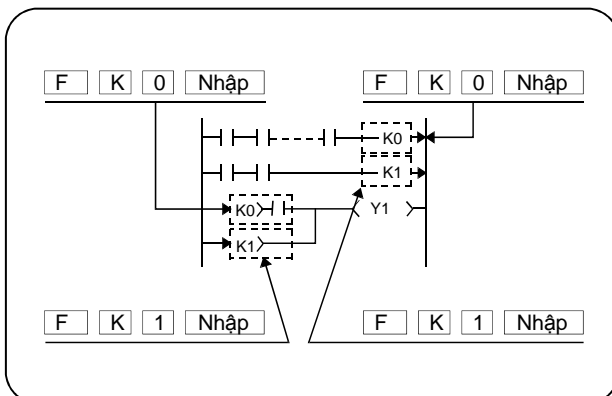 F K 0 Nhập F K 0 Nhập
K0
K1
K0 Y1
K1
F K 1 Nhập F K 1 Nhập